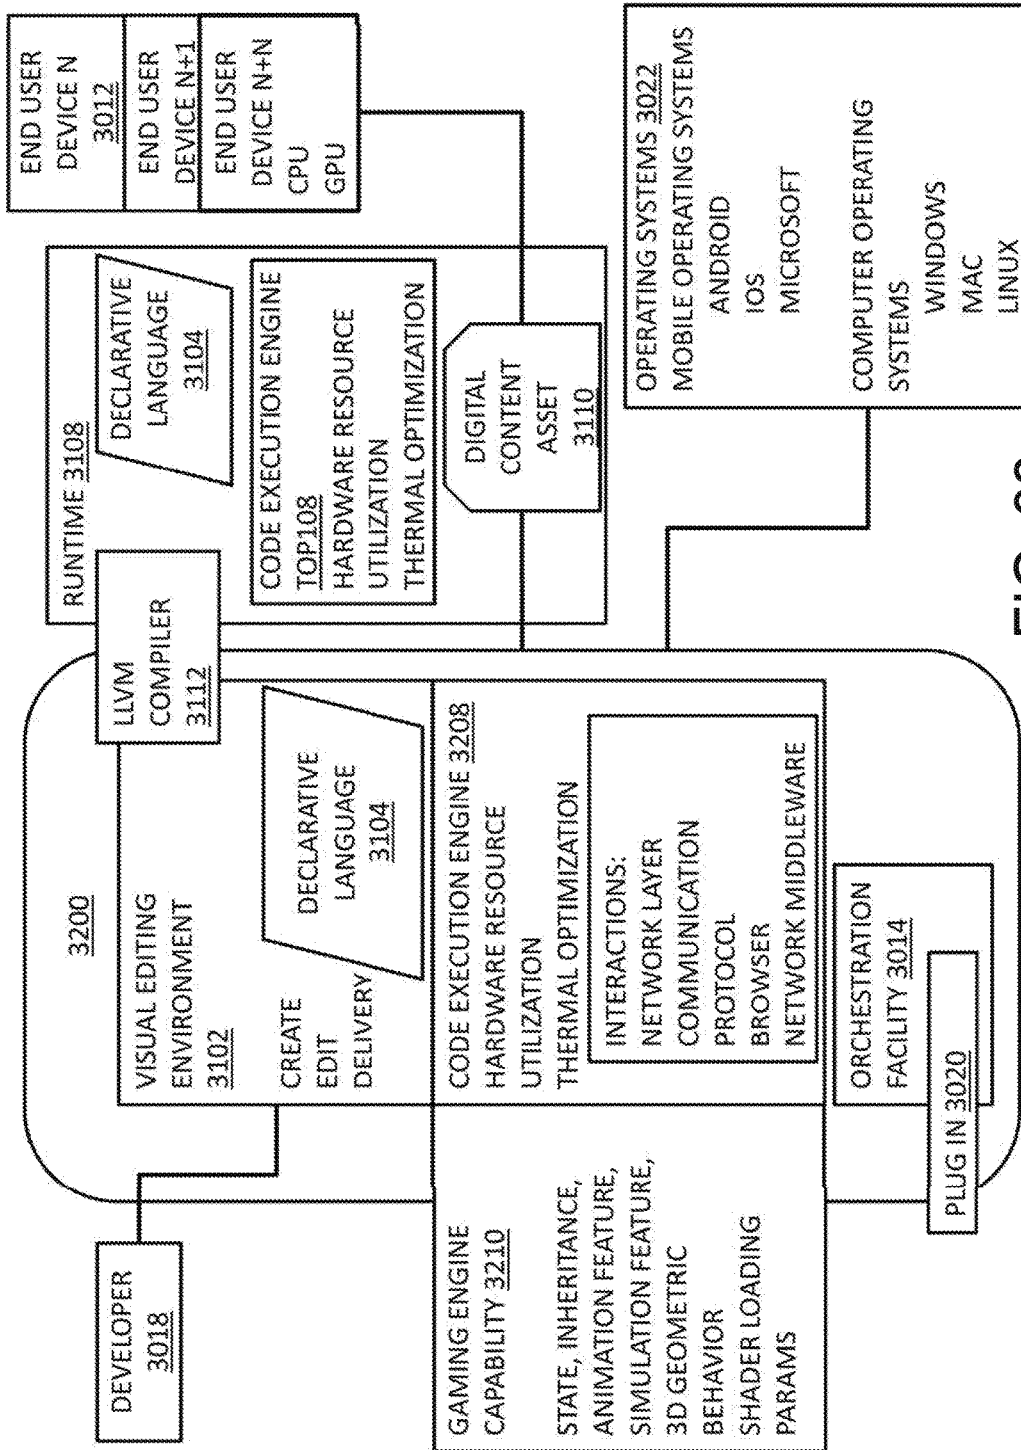 DEVELOPER
3018
3200
VISUAL EDITING
ENVIRONMENT
3102
CREATE
EDIT
DELIVERY
DECLARATIVE
LANGUAGE
3104
LLVM
COMPILER
3112
RUNTIME 3108
DECLARATIVE
LANGUAGE
3104
CODE EXECUTION ENGINE
TOP108
HARDWARE RESOURCE
UTILIZATION
THERMAL OPTIMIZATION
DIGITAL
CONTENT
ASSET
3110
END USER
DEVICE N
3012
END USER
DEVICE N+1
END USER
DEVICE N+N
CPU
GPU
GAMING ENGINE
CAPABILITY 3210
STATE, INHERITANCE,
ANIMATION FEATURE,
SIMULATION FEATURE,
3D GEOMETRIC
BEHAVIOR
SHADER LOADING
PARAMS
CODE EXECUTION ENGINE 3208
HARDWARE RESOURCE
UTILIZATION
THERMAL OPTIMIZATION
INTERACTIONS:
NETWORK LAYER
COMMUNICATION
PROTOCOL
BROWSER
NETWORK MIDDLEWARE
ORCHESTRATION
FACILITY 3014
PLUG IN 3020
OPERATING SYSTEMS 3022
MOBILE OPERATING SYSTEMS
ANDROID
IOS
MICROSOFT
COMPUTER OPERATING
SYSTEMS
WINDOWS
MAC
LINUX